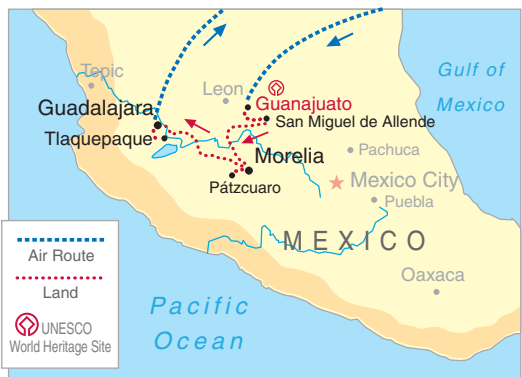 Tepic
Leon
Gulf of
Mexico
Guadalajara
Guanajuato
San Miguel de Allende
Tlaquepaque
Morelia
Pachuca
Pátzcuaro
Mexico City
Puebla
MEXICO
Oaxaca
Pacific
Ocean
Air Route
Land
UNESCO
World Heritage Site